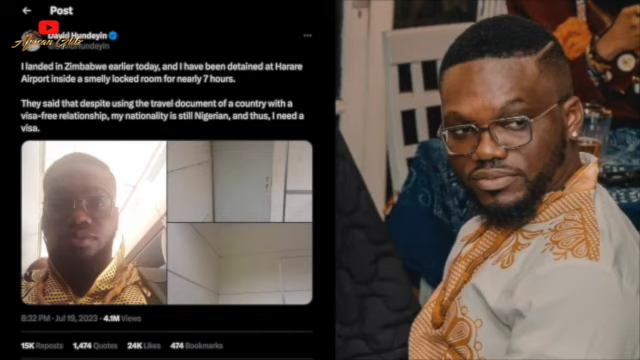 Post
African Aldx
David Hundeyin
I landed in Zimbabwe earlier today, and I have been detained at Harare
Airport inside a smelly locked room for nearly 7 hours.
They said that despite using the travel document of a country with a
visa-free relationship, my nationality is still Nigerian, and thus, I need a
visa.
8:32 PM · Jul 19, 2023 · 4.1M Views
15K Reposts 1,474 Quotes 24K Likes 474 Bookmarks